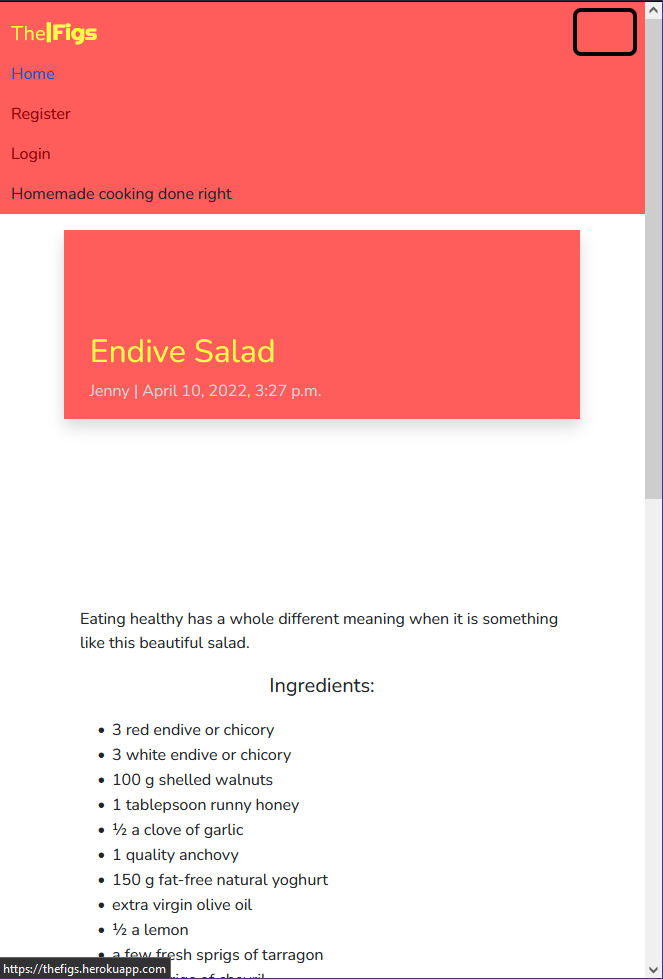 The|Figs
Home
Register
Login
Homemade cooking done right
Endive Salad
Jenny | April 10, 2022, 3:27 p.m.
Eating healthy has a whole different meaning when it is something
like this beautiful salad.
Ingredients:
3 red endive or chicory
3 white endive or chicory
100 g shelled walnuts
1 tablepsoon runny honey
½ a clove of garlic
1 quality anchovy
150 g fat-free natural yoghurt
extra virgin olive oil
½ a lemon
a few fresh sprigs of tarragon
https://thefigs.herokuapp.com